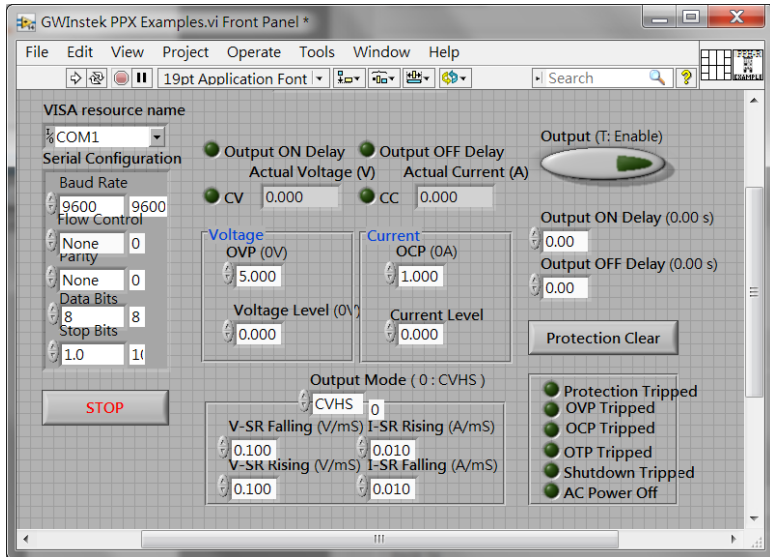 GWInstek PPX Examples.vi Front Panel *
File Edit View Project Operate Tools Window Help
19pt Application Font Search
EXAMPLE
VISA resource name
COM1
Serial Configuration
Baud Rate
9600 9600
Flow Control
None 0
Parity
None 0
Data Bits
8 8
Stop Bits
1.0 10
STOP
Output ON Delay Output OFF Delay
Actual Voltage (V) Actual Current (A)
CV 0.000 CC 0.000
Voltage Current
OVP (0V) OCP (0A)
5.000 1.000
Voltage Level (0V) Current Level
0.000 0.000
Output Mode ( 0 : CVHS )
CVHS 0
V-SR Falling (V/mS) I-SR Rising (A/mS)
0.100 0.010
V-SR Rising (V/mS) I-SR Falling (A/mS)
0.100 0.010
Output (T: Enable)
Output ON Delay (0.00 s)
0.00
Output OFF Delay (0.00 s)
0.00
Protection Clear
Protection Tripped
OVP Tripped
OCP Tripped
OTP Tripped
Shutdown Tripped
AC Power Off